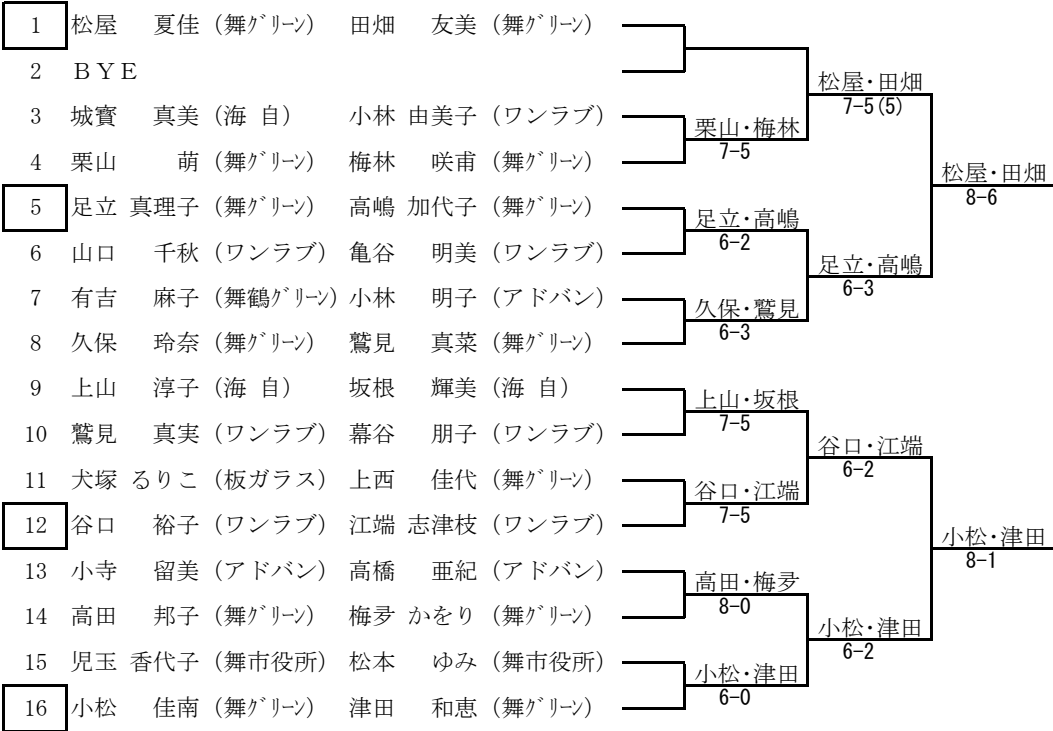 1 松屋 夏佳 (舞グリーン) 田畑 友美 (舞グリーン)
2 ＢＹＥ
3 城寳 真美 (海 自) 小林 由美子 (ワンラブ)
4 栗山 萌 (舞グリーン) 梅林 咲甫 (舞グリーン)
5 足立 真理子 (舞グリーン) 高嶋 加代子 (舞グリーン)
6 山口 千秋 (ワンラブ) 亀谷 明美 (ワンラブ)
7 有吉 麻子 (舞鶴グリーン) 小林 明子 (アドバン)
8 久保 玲奈 (舞グリーン) 鷲見 真菜 (舞グリーン)
9 上山 淳子 (海 自) 坂根 輝美 (海 自)
10 鷲見 真実 (ワンラブ) 幕谷 朋子 (ワンラブ)
11 犬塚 るりこ (板ガラス) 上西 佳代 (舞グリーン)
12 谷口 裕子 (ワンラブ) 江端 志津枝 (ワンラブ)
13 小寺 留美 (アドバン) 高橋 亜紀 (アドバン)
14 高田 邦子 (舞グリーン) 梅垰 かをり (舞グリーン)
15 児玉 香代子 (舞市役所) 松本 ゆみ (舞市役所)
16 小松 佳南 (舞グリーン) 津田 和恵 (舞グリーン)
栗山・梅林
7-5
足立・高嶋
6-2
久保・鷲見
6-3
上山・坂根
7-5
谷口・江端
7-5
高田・梅
8-0
小松・津田
6-0
松屋・田畑
7-5(5)
足立・高嶋
6-3
谷口・江端
6-2
小松・津田
6-2
松屋・田畑
8-6
小松・津田
8-1